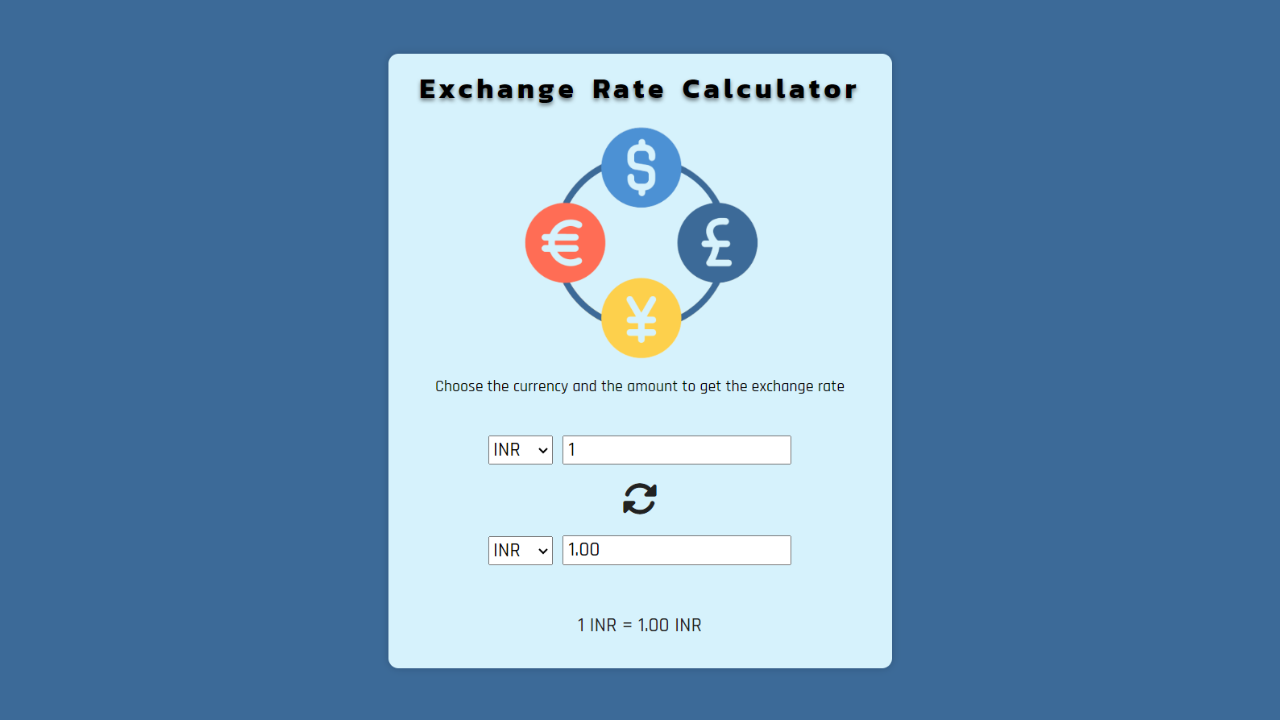 Exchange Rate Calculator
$
€ £
¥
Choose the currency and the amount to get the exchange rate
INR 1
INR 1.00
1 INR = 1.00 INR